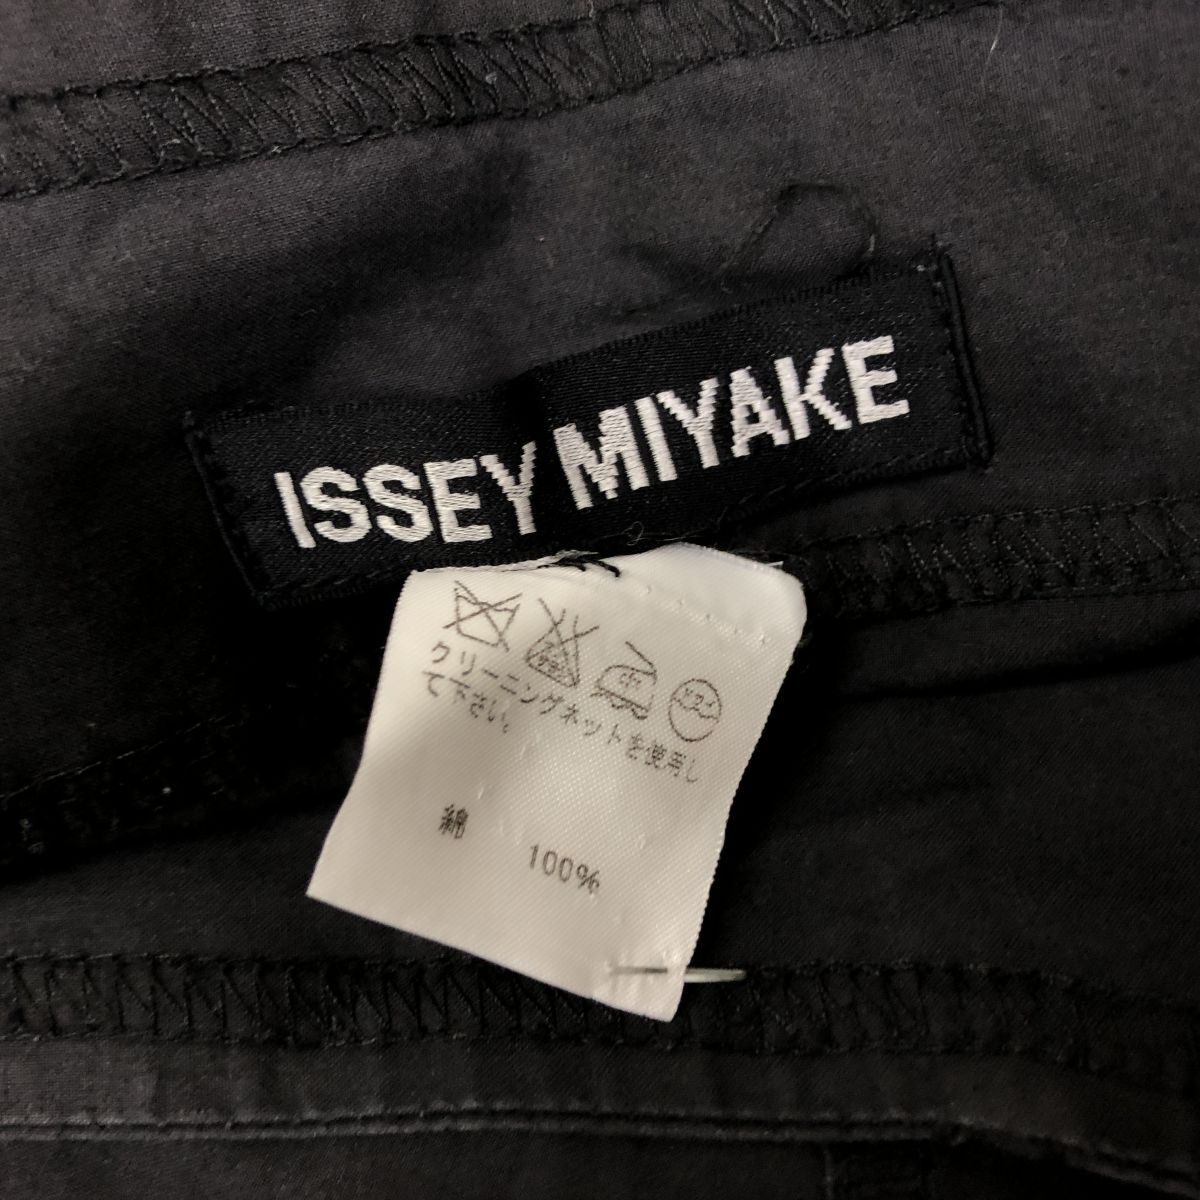 ISSEY MIYAKE
クリーニングネットを使用し
て下さい。
綿 100%